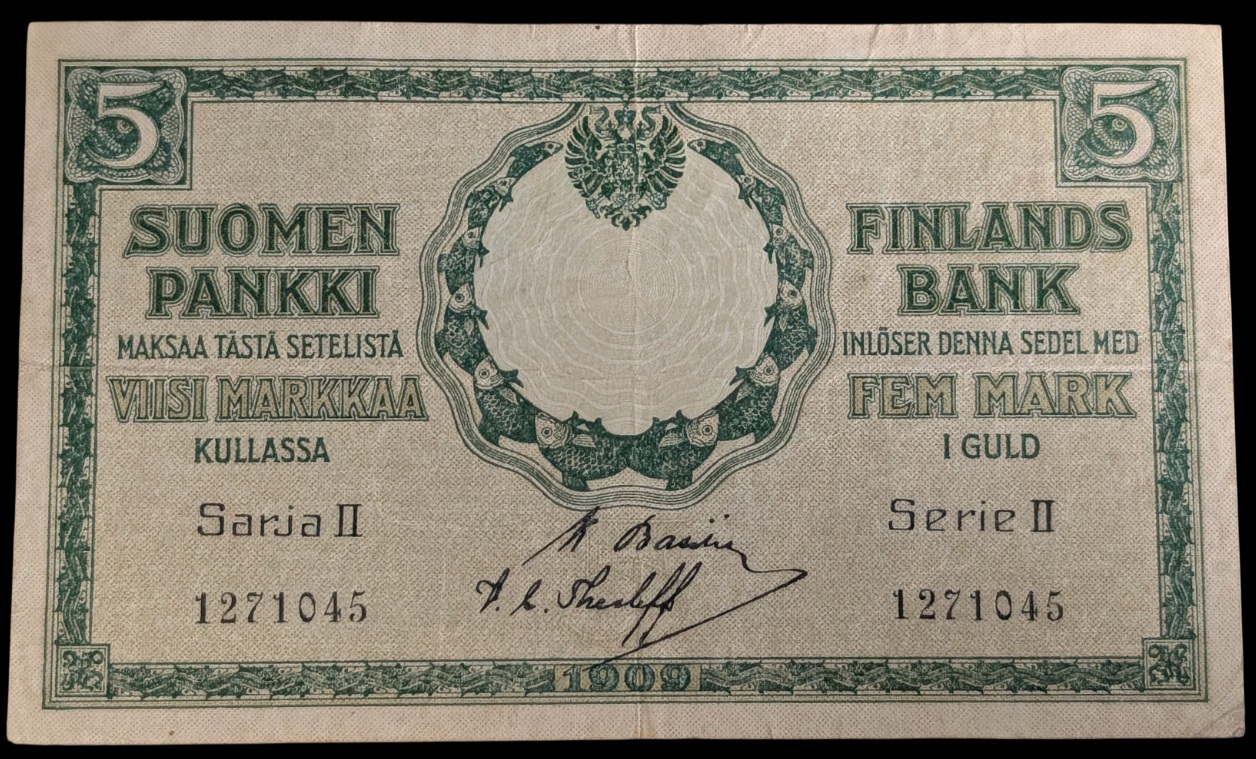 5
5
SUOMEN
PANKKI
MAKSAA TÄSTÄ SETELISTÄ
VIISI MARKKAA
KULLASSA
Sarja II
1271045
FINLANDS
BANK
INLÖSER DENNA SEDEL MED
FEM MARK
I GULD
Serie II
1271045
K Basilie
1909